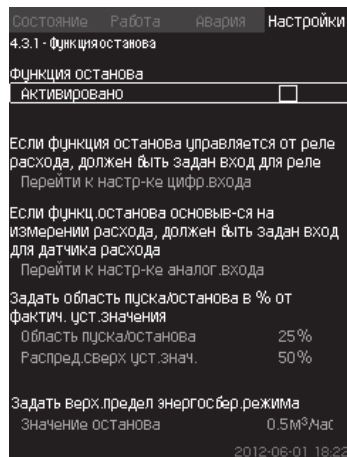 Состояние Работа Авария Настройки
4.3.1 - Функция останова
Функция останова
Активировано
Если функция останова управляется от реле
расхода, должен быть задан вход для реле
Перейти к настр-ке цифр.входа
Если функц.останова основыв-ся на
измерении расхода, должен быть задан вход
для датчика расхода
Перейти к настр-ке аналог.входа
Задать область пуска/останова в % от
фактич. уст.значения
Область пуска/останова 25%
Распред.сверх уст.знач. 50%
Задать верх.предел энергосбер.режима
Значение останова 0.5м³/час
2012-06-01 18:22